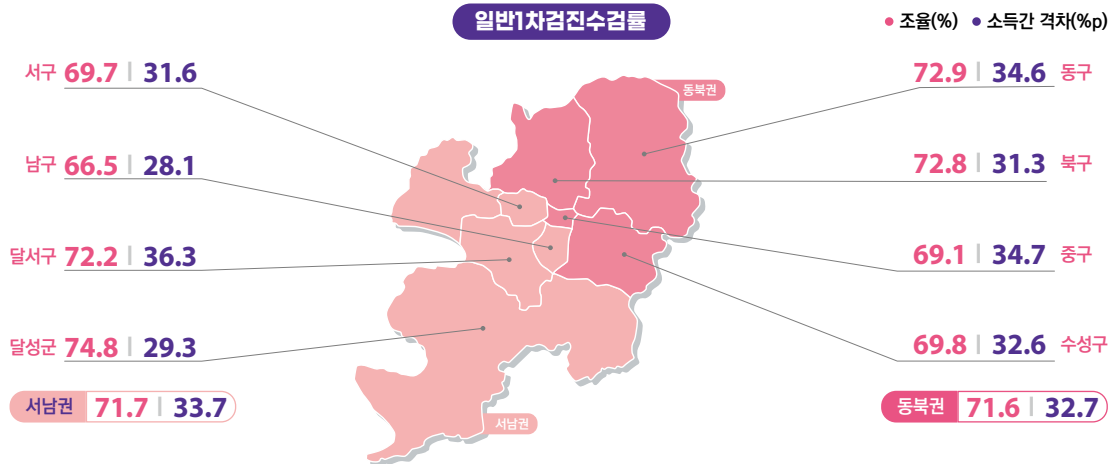 일반1차검진수검률
● 조율(%) ● 소득간 격차(%p)
서구 69.7 | 31.6
남구 66.5 | 28.1
달서구 72.2 | 36.3
달성군 74.8 | 29.3
서남권 71.7 | 33.7
동북권
서남권
72.9 | 34.6 동구
72.8 | 31.3 북구
69.1 | 34.7 중구
69.8 | 32.6 수성구
동북권 71.6 | 32.7